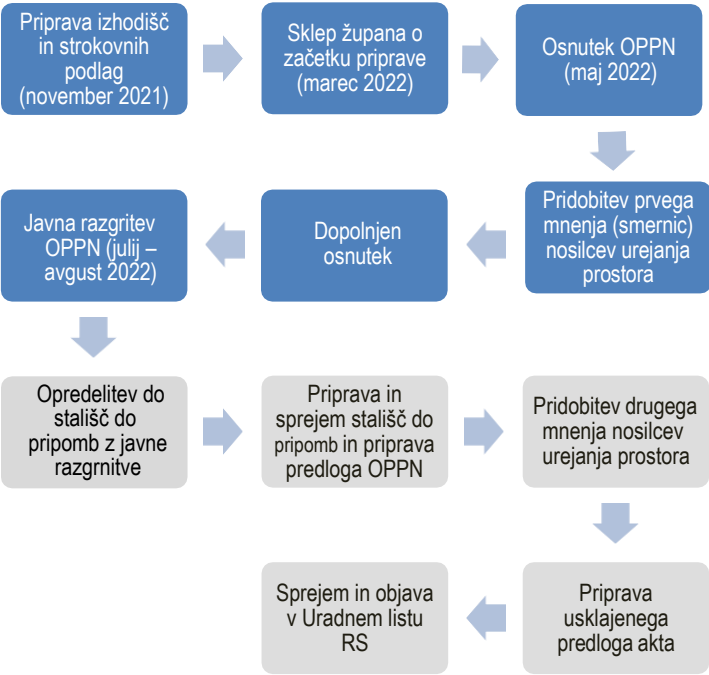 Priprava izhodišč
in strokovnih
podlag
(november 2021)
Sklep župana o
začetku priprave
(marec 2022)
Osnutek OPPN
(maj 2022)
Pridobitev prvega
mnenja (smernic)
nosilcev urejanja
prostora
Dopolnjen
osnutek
Javna razgritev
OPPN (julij –
avgust 2022)
Opredelitev do
stališč do
pripomb z javne
razgrnitve
Priprava in
sprejem stališč do
pripomb in priprava
predloga OPPN
Pridobitev drugega
mnenja nosilcev
urejanja prostora
Priprava
usklajenega
predloga akta
Sprejem in objava
v Uradnem listu
RS